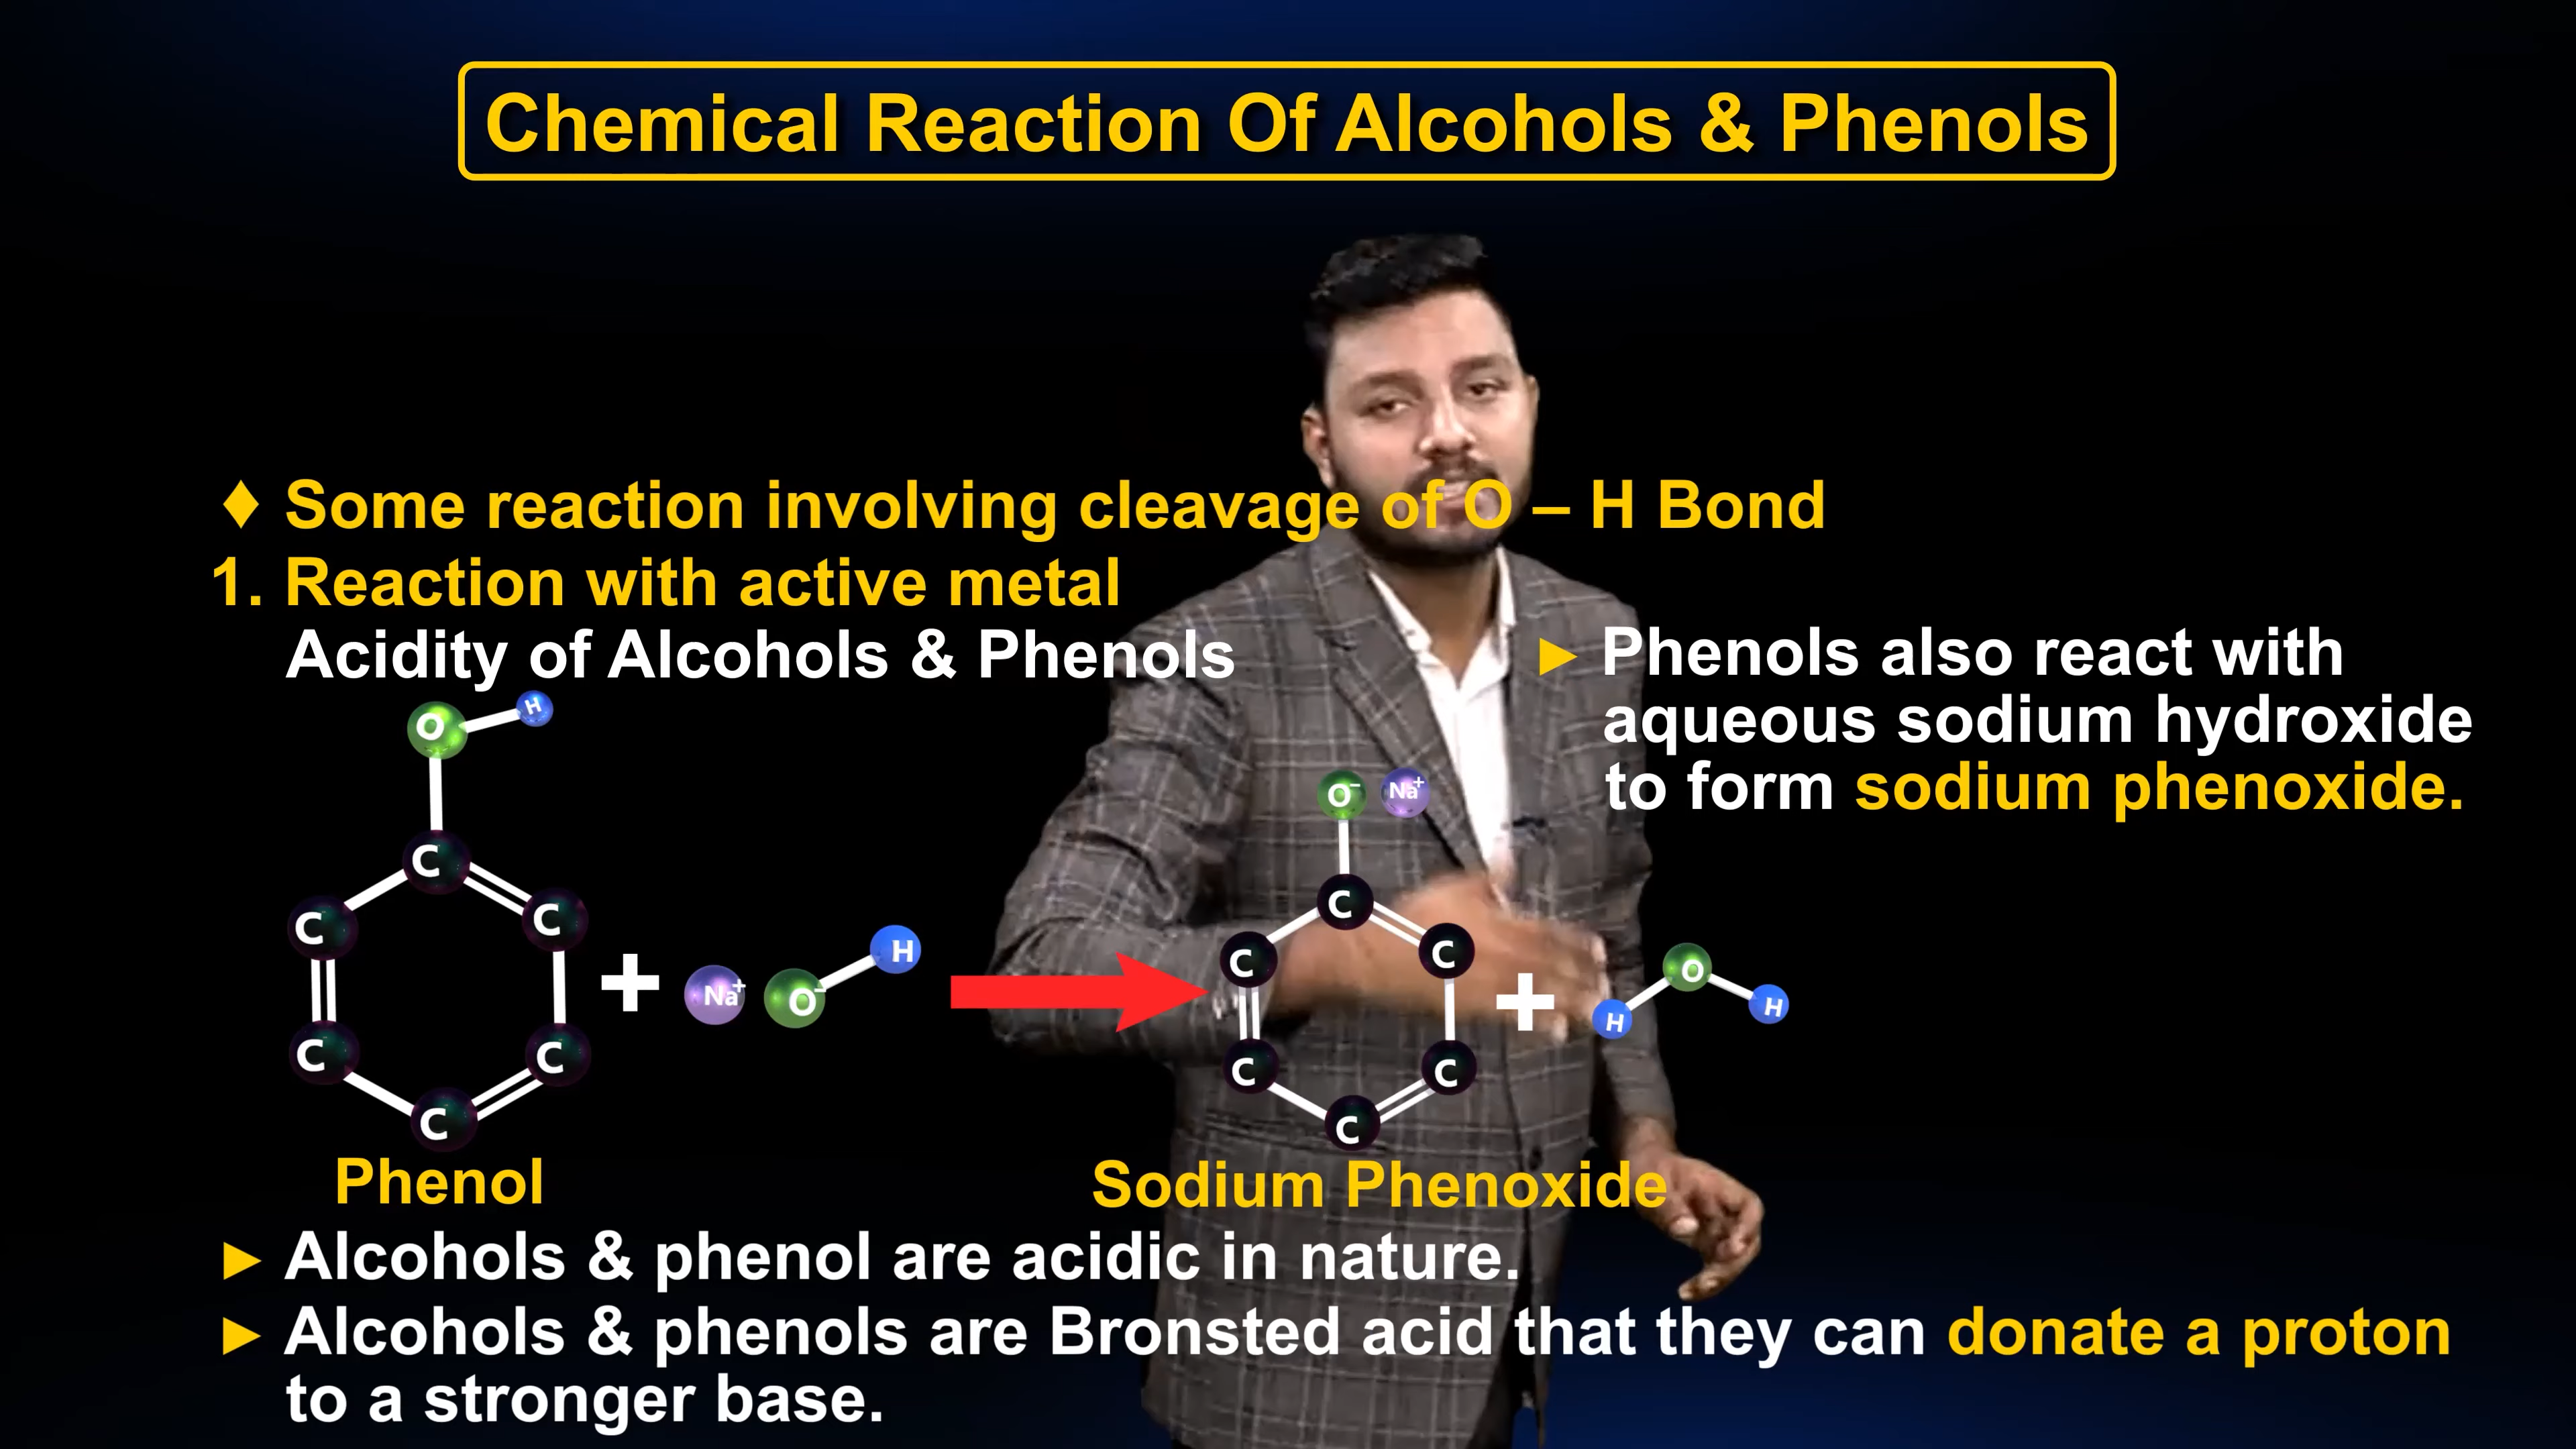 Chemical Reaction Of Alcohols & Phenols
♦ Some reaction involving cleavage of O – H Bond
1. Reaction with active metal
Acidity of Alcohols & Phenols
► Phenols also react with
aqueous sodium hydroxide
to form sodium phenoxide.
O H
C
C C
C C
C
+ Na+ O− H
O− Na+
C
C C
C C
C
+ H O H
Phenol
Sodium Phenoxide
► Alcohols & phenol are acidic in nature.
► Alcohols & phenols are Bronsted acid that they can donate a proton
to a stronger base.